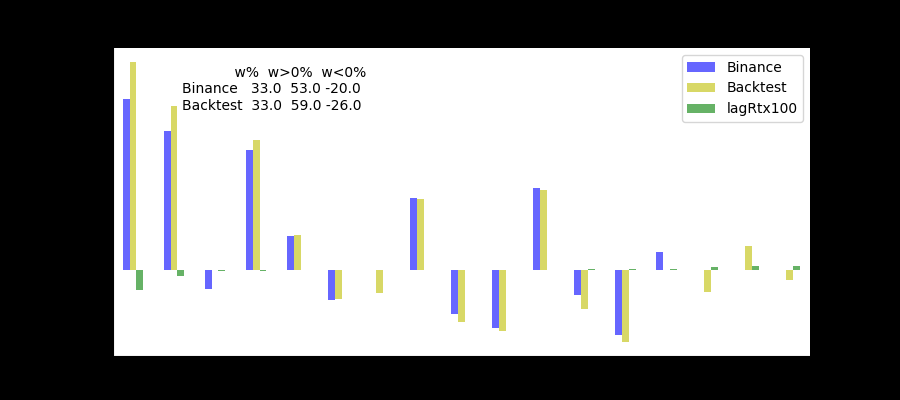 w%  w>0%  w<0%
Binance   33.0  53.0 -20.0
Backtest  33.0  59.0 -26.0
Binance
Backtest
lagRtx100